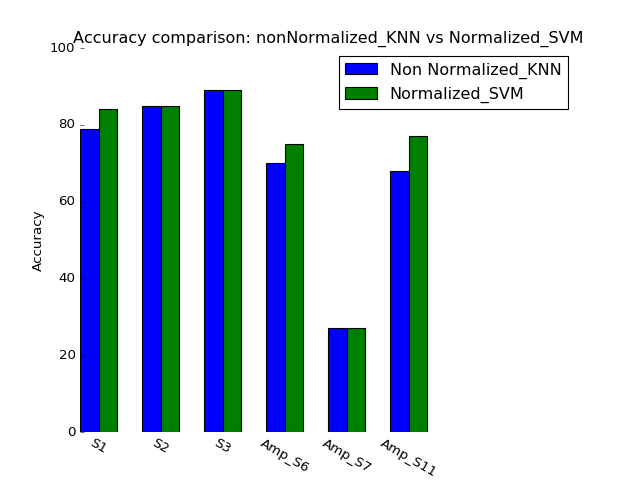 Accuracy comparison: nonNormalized_KNN vs Normalized_SVM
100
80
60
40
20
0
Accuracy
Non Normalized_KNN
Normalized_SVM
S1
S2
S3
Amp_S6
Amp_S7
Amp_S11